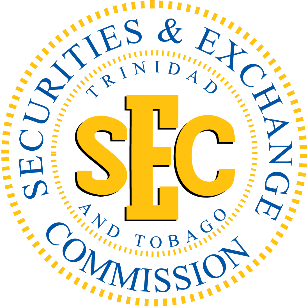 SECURITIES & EXCHANGE
TRINIDAD
SEC
AND TOBAGO
COMMISSION